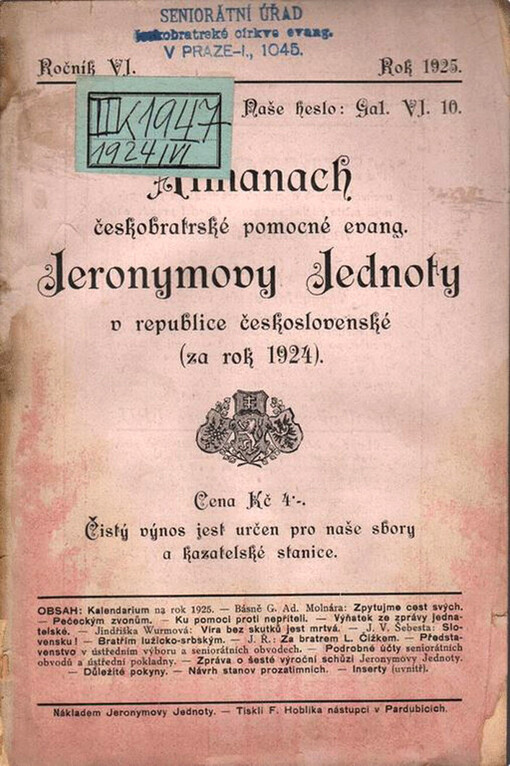 SENIORÁTNÍ ÚŘAD
českobratrské církve evang.
V PRAZE-I., 1045.
Ročník VI. Rok 1925.
III K 1947
1924/VI
Naše heslo: Gal. VI. 10.
Almanach
českobratrské pomocné evang.
Jeronymovy Jednoty
v republice československé
(za rok 1924).
Cena Kč 4·-.
Čistý výnos jest určen pro naše sbory
a kazatelské stanice.
OBSAH: Kalendarium na rok 1925. — Básně G. Ad. Molnára: Zpytujme cest svých.
— Pečeckým zvonům. — Ku pomoci proti nepříteli. — Výňatek ze zprávy jedna-
telské. — Jindřiška Wurmová: Víra bez skutků jest mrtvá. — J. V. Šebesta: Slo-
vensku! — Bratřím lužicko-srbským. — J. Ř.: Za bratrem L. Čížkem. — Předsta-
venstvo v ústředním výboru a seniorátních obvodech. — Podrobné účty seniorátních
obvodů a ústřední pokladny. — Zpráva o šesté výroční schůzi Jeronymovy Jednoty.
— Důležité pokyny. — Návrh stanov prozatimních. — Inserty (uvnitř).
Nákladem Jeronymovy Jednoty. — Tiskli F. Hoblíka nástupci v Pardubicích.